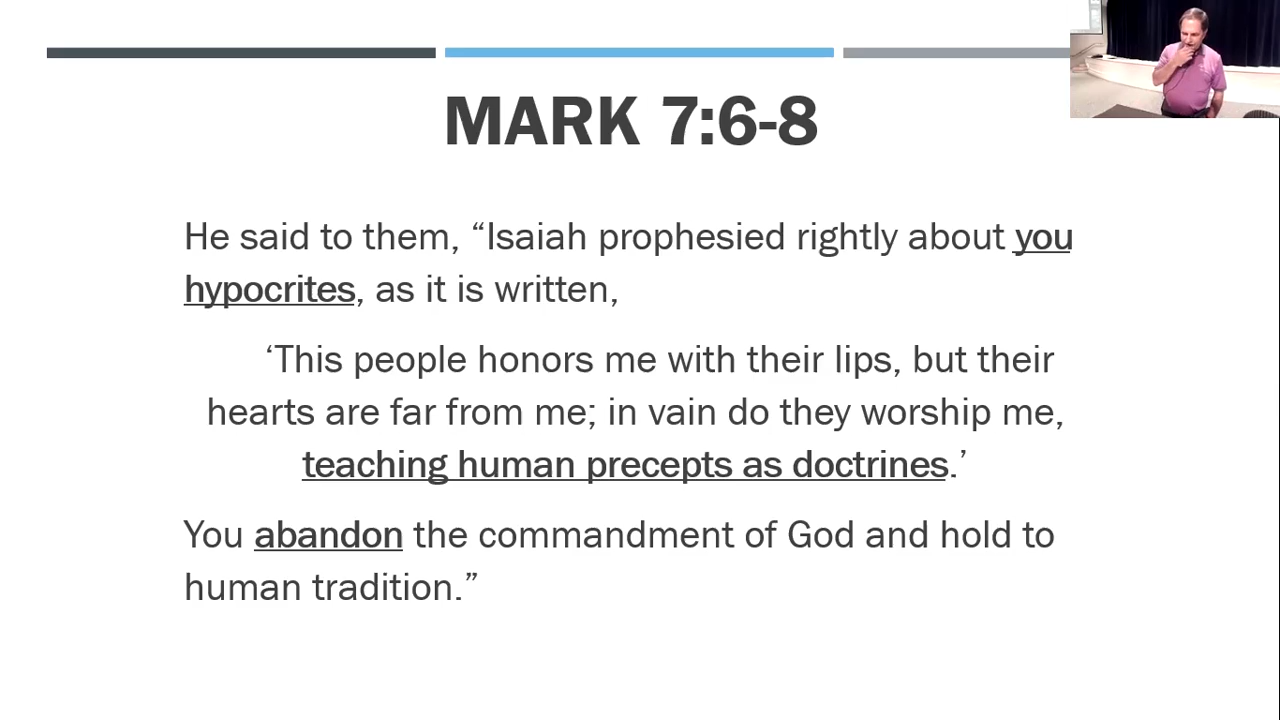 MARK 7:6-8
He said to them, “Isaiah prophesied rightly about you
hypocrites, as it is written,
‘This people honors me with their lips, but their
hearts are far from me; in vain do they worship me,
teaching human precepts as doctrines.’
You abandon the commandment of God and hold to
human tradition.”